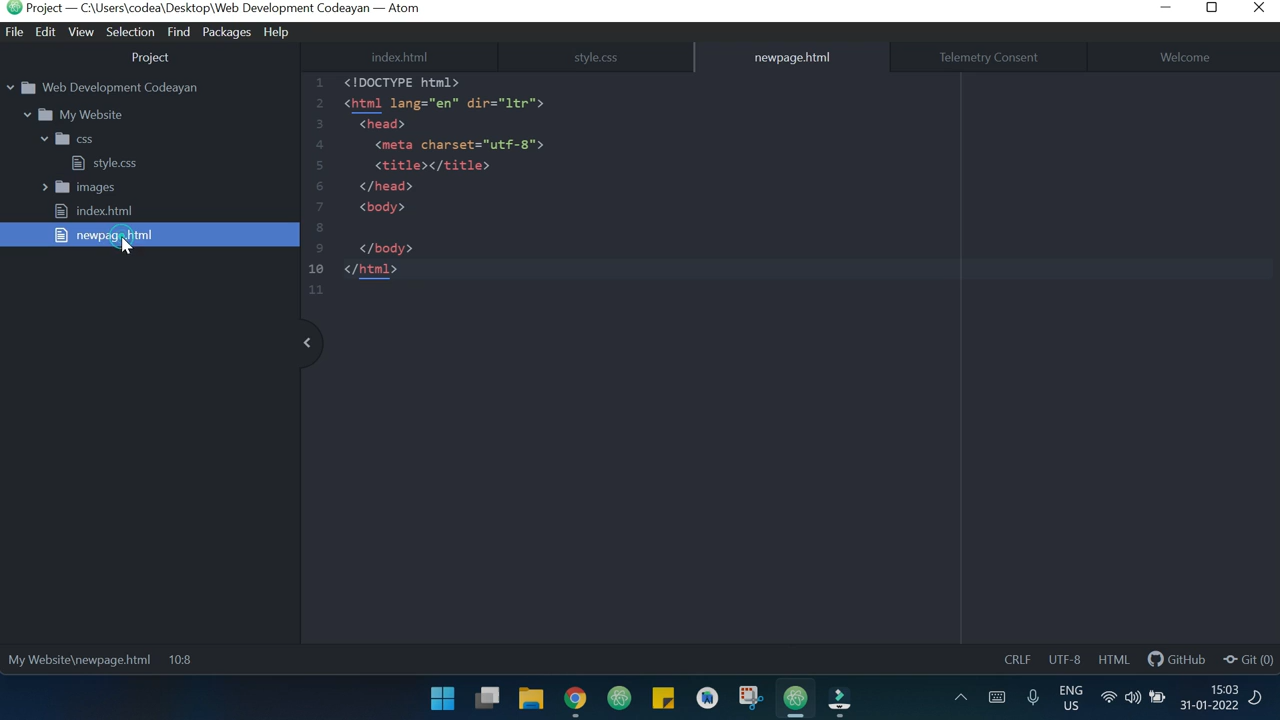 Project — C:\Users\codea\Desktop\Web Development Codeayan — Atom
File Edit View Selection Find Packages Help
Project
index.html style.css newpage.html Telemetry Consent Welcome
Web Development Codeayan
My Website
css
style.css
images
index.html
newpage.html
1 <!DOCTYPE html>
2 <html lang="en" dir="ltr">
3 <head>
4 <meta charset="utf-8">
5 <title></title>
6 </head>
7 <body>
8
9 </body>
10 </html>
11
My Website\newpage.html 10:8 CRLF UTF-8 HTML GitHub Git (0)
ENG 15:03
US 31-01-2022